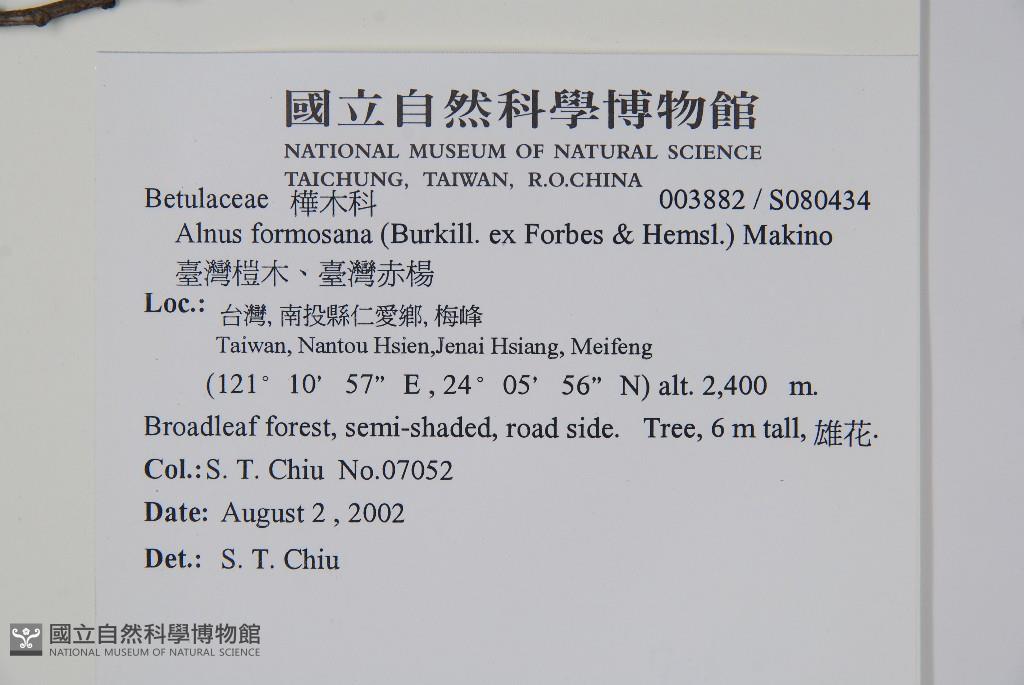 國立自然科學博物館
NATIONAL MUSEUM OF NATURAL SCIENCE
TAICHUNG, TAIWAN, R.O.CHINA
Betulaceae 樺木科 003882 / S080434
Alnus formosana (Burkill. ex Forbes & Hemsl.) Makino
臺灣榿木、臺灣赤楊
Loc.: 台灣, 南投縣仁愛鄉, 梅峰
Taiwan, Nantou Hsien,Jenai Hsiang, Meifeng
(121° 10’ 57” E , 24° 05’ 56” N) alt. 2,400 m.
Broadleaf forest, semi-shaded, road side. Tree, 6 m tall, 雄花.
Col.: S. T. Chiu No.07052
Date: August 2 , 2002
Det.: S. T. Chiu
國立自然科學博物館
NATIONAL MUSEUM OF NATURAL SCIENCE